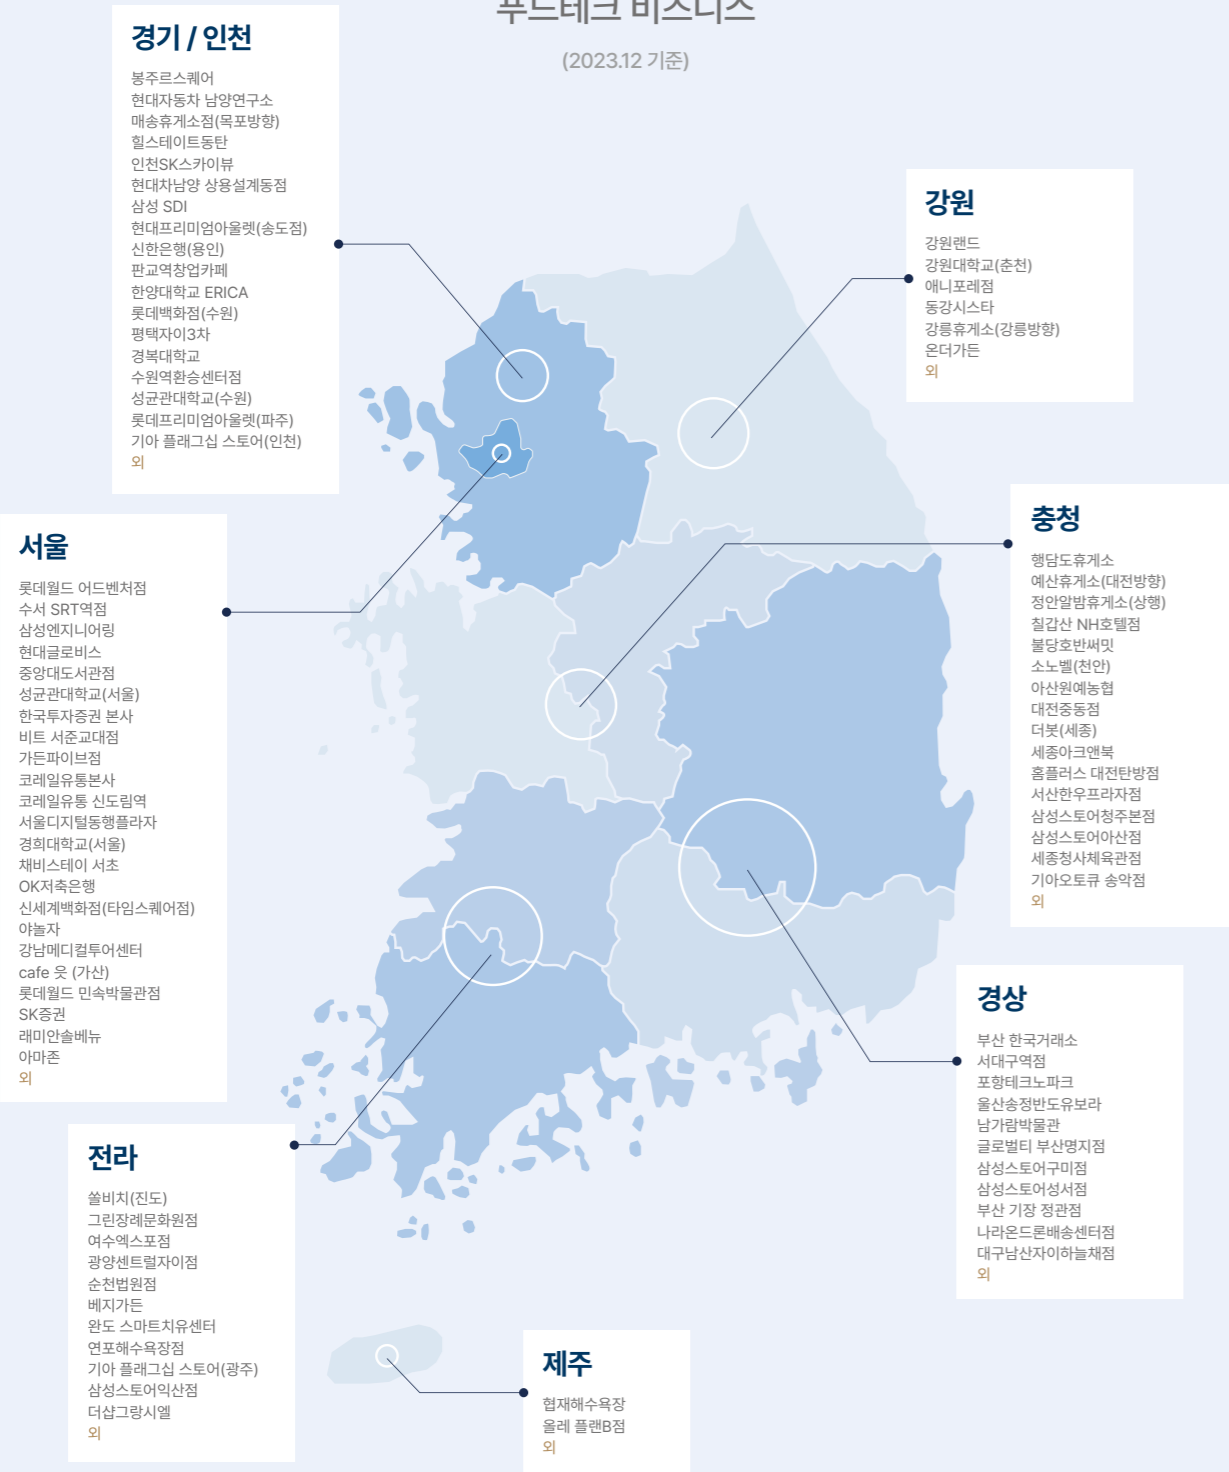 푸드테크 비즈니스
(2023.12 기준)
경기 / 인천
봉주르스퀘어
현대자동차 남양연구소
매송휴게소점(목포방향)
힐스테이트동탄
인천SK스카이뷰
현대차남양 상용설계동점
삼성 SDI
현대프리미엄아울렛(송도점)
신한은행(용인)
판교역창업카페
한양대학교 ERICA
롯데백화점(수원)
평택자이3차
경복대학교
수원역환승센터점
성균관대학교(수원)
롯데프리미엄아울렛(파주)
기아 플래그십 스토어(인천)
외
강원
강원랜드
강원대학교(춘천)
애니포레점
동강시스타
강릉휴게소(강릉방향)
온더가든
외
서울
롯데월드 어드벤처점
수서 SRT역점
삼성엔지니어링
현대글로비스
중앙대도서관점
성균관대학교(서울)
한국투자증권 본사
비트 서준교대점
가든파이브점
코레일유통본사
코레일유통 신도림역
서울디지털동행플라자
경희대학교(서울)
채비스테이 서초
OK저축은행
신세계백화점(타임스퀘어점)
야놀자
강남메디컬투어센터
cafe 웃 (가산)
롯데월드 민속박물관점
SK증권
래미안솔베뉴
아마존
외
충청
행담도휴게소
예산휴게소(대전방향)
정안알밤휴게소(상행)
칠갑산 NH호텔점
불당호반써밋
소노벨(천안)
아산원예농협
대전중동점
더봇(세종)
세종아크앤북
홈플러스 대전탄방점
서산한우프라자점
삼성스토어청주본점
삼성스토어아산점
세종청사체육관점
기아오토큐 송악점
외
경상
부산 한국거래소
서대구역점
포항테크노파크
울산송정반도유보라
남가람박물관
글로벌티 부산명지점
삼성스토어구미점
삼성스토어성서점
부산 기장 정관점
나라온드론배송센터점
대구남산자이하늘채점
외
전라
쏠비치(진도)
그린장례문화원점
여수엑스포점
광양센트럴자이점
순천법원점
베지가든
완도 스마트치유센터
연포해수욕장점
기아 플래그십 스토어(광주)
삼성스토어익산점
더샵그랑시엘
외
제주
협재해수욕장
올레 플랜B점
외